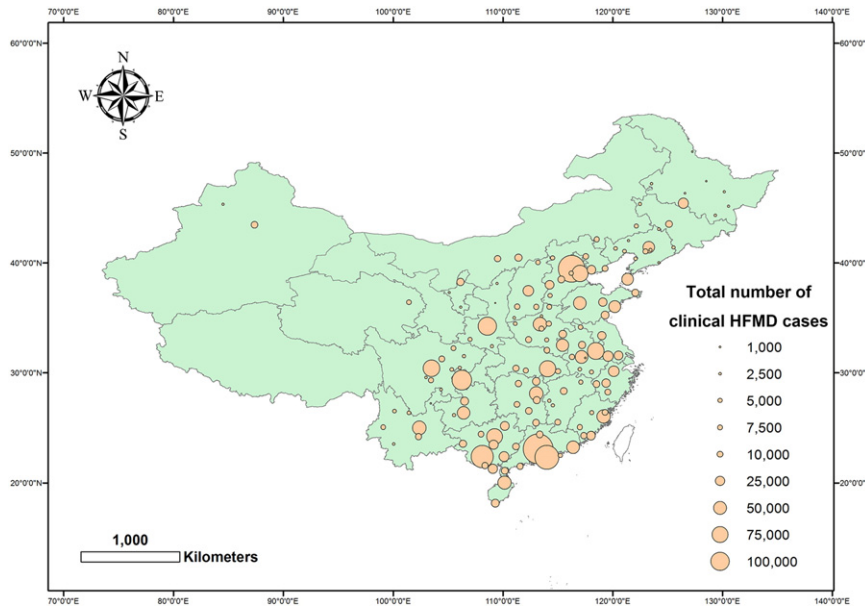 70°0'0"E 80°0'0"E 90°0'0"E 100°0'0"E 110°0'0"E 120°0'0"E 130°0'0"E 140°0'0"E
60°0'0"N
60°0'0"N
N
W
E
S
50°0'0"N
50°0'0"N
40°0'0"N
40°0'0"N
Total number of
clinical HFMD cases
1,000
2,500
30°0'0"N
30°0'0"N
5,000
7,500
10,000
20°0'0"N
20°0'0"N
25,000
50,000
75,000
100,000
1,000
Kilometers
70°0'0"E 80°0'0"E 90°0'0"E 100°0'0"E 110°0'0"E 120°0'0"E 130°0'0"E 140°0'0"E